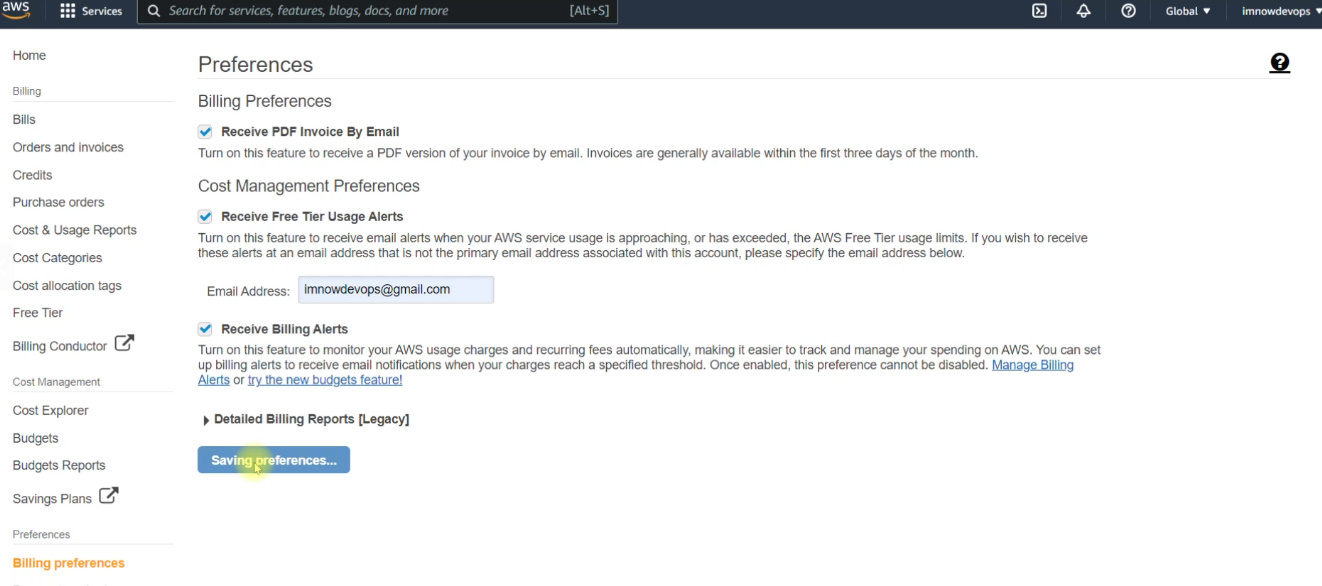 aws
Services
Search for services, features, blogs, docs, and more
[Alt+S]
Global
imnowdevops
Home
Billing
Bills
Orders and invoices
Credits
Purchase orders
Cost & Usage Reports
Cost Categories
Cost allocation tags
Free Tier
Billing Conductor
Cost Management
Cost Explorer
Budgets
Budgets Reports
Savings Plans
Preferences
Billing preferences
Preferences
Billing Preferences
Receive PDF Invoice By Email
Turn on this feature to receive a PDF version of your invoice by email. Invoices are generally available within the first three days of the month.
Cost Management Preferences
Receive Free Tier Usage Alerts
Turn on this feature to receive email alerts when your AWS service usage is approaching, or has exceeded, the AWS Free Tier usage limits. If you wish to receive
these alerts at an email address that is not the primary email address associated with this account, please specify the email address below.
Email Address: imnowdevops@gmail.com
Receive Billing Alerts
Turn on this feature to monitor your AWS usage charges and recurring fees automatically, making it easier to track and manage your spending on AWS. You can set
up billing alerts to receive email notifications when your charges reach a specified threshold. Once enabled, this preference cannot be disabled. Manage Billing
Alerts or try the new budgets feature!
Detailed Billing Reports [Legacy]
Saving preferences...